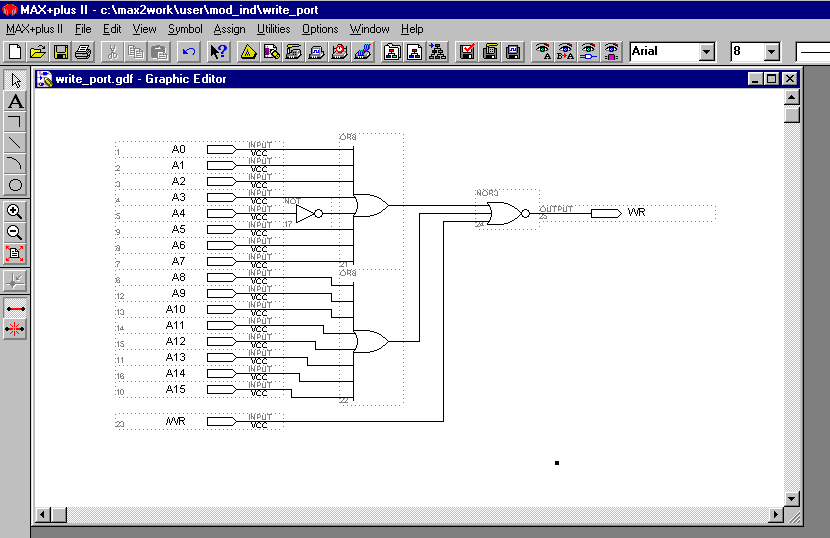 MAX+plus II - c:\max2work\user\mod_ind\write_port
MAX+plus II File Edit View Symbol Assign Utilities Options Window Help
Arial 8
write_port.gdf - Graphic Editor
OR8
1 A0 INPUT VCC
2 A1 INPUT VCC
3 A2 INPUT VCC
4 A3 INPUT VCC NOT NOR3
5 A4 INPUT VCC 17 24 OUTPUT 25 WR
9 A5 INPUT VCC
8 A6 INPUT VCC
7 A7 INPUT VCC 21
6 A8 INPUT VCC OR8
12 A9 INPUT VCC
13 A10 INPUT VCC
14 A11 INPUT VCC
15 A12 INPUT VCC
11 A13 INPUT VCC
16 A14 INPUT VCC
10 A15 INPUT VCC 22
23 /WR INPUT VCC